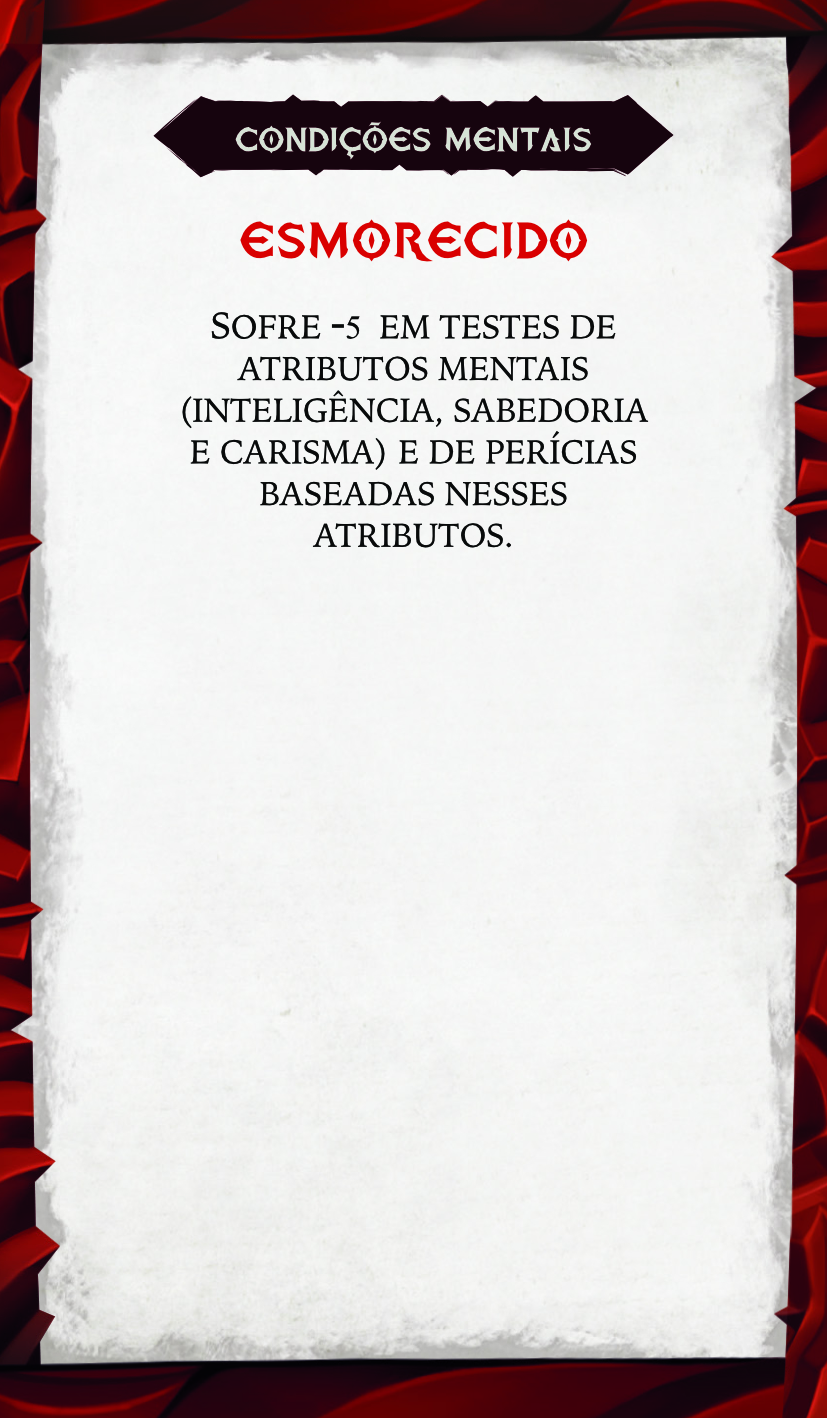 CONDIÇÕES MENTAIS
ESMORECIDO
SOFRE -5 EM TESTES DE
ATRIBUTOS MENTAIS
(INTELIGÊNCIA, SABEDORIA
E CARISMA) E DE PERÍCIAS
BASEADAS NESSES
ATRIBUTOS.